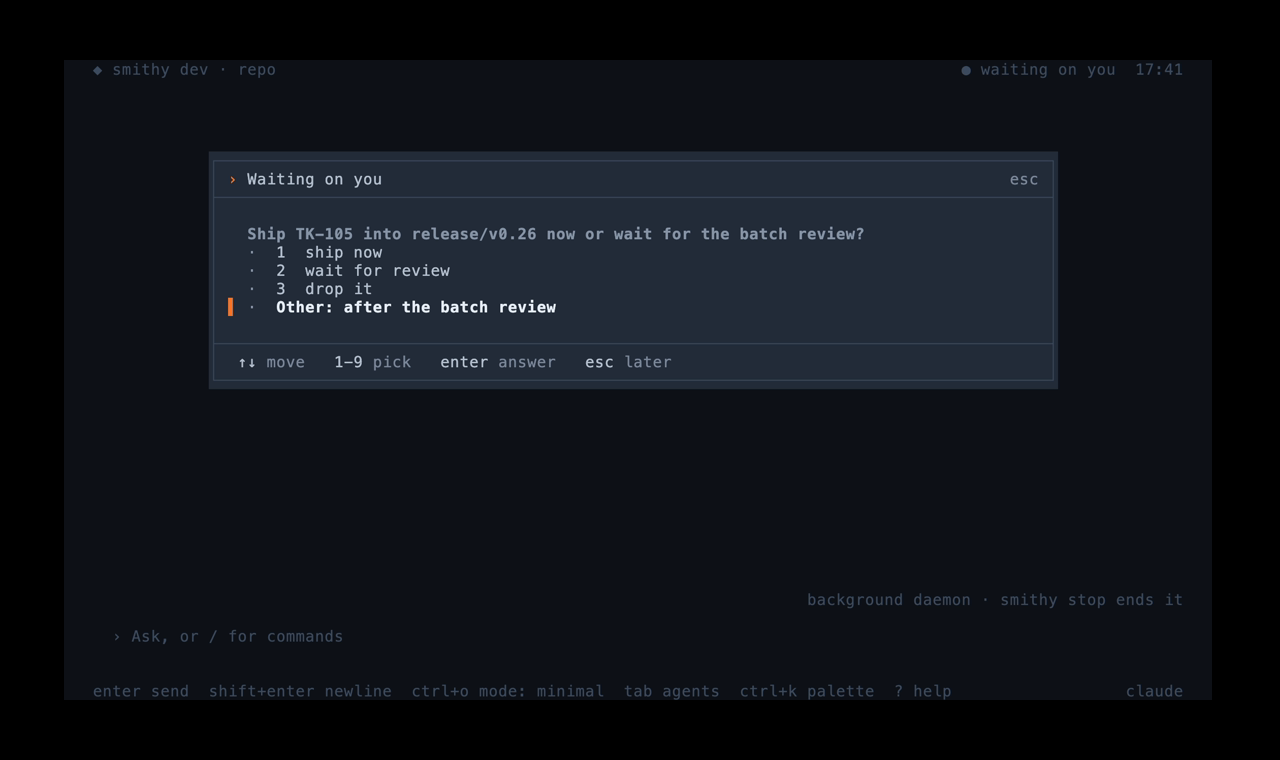 ◆ smithy dev · repo
● waiting on you 17:41
› Waiting on you
esc
Ship TK-105 into release/v0.26 now or wait for the batch review?
· 1 ship now
· 2 wait for review
· 3 drop it
· Other: after the batch review
↑↓ move 1-9 pick enter answer esc later
background daemon · smithy stop ends it
› Ask, or / for commands
enter send shift+enter newline ctrl+o mode: minimal tab agents ctrl+k palette ? help
claude